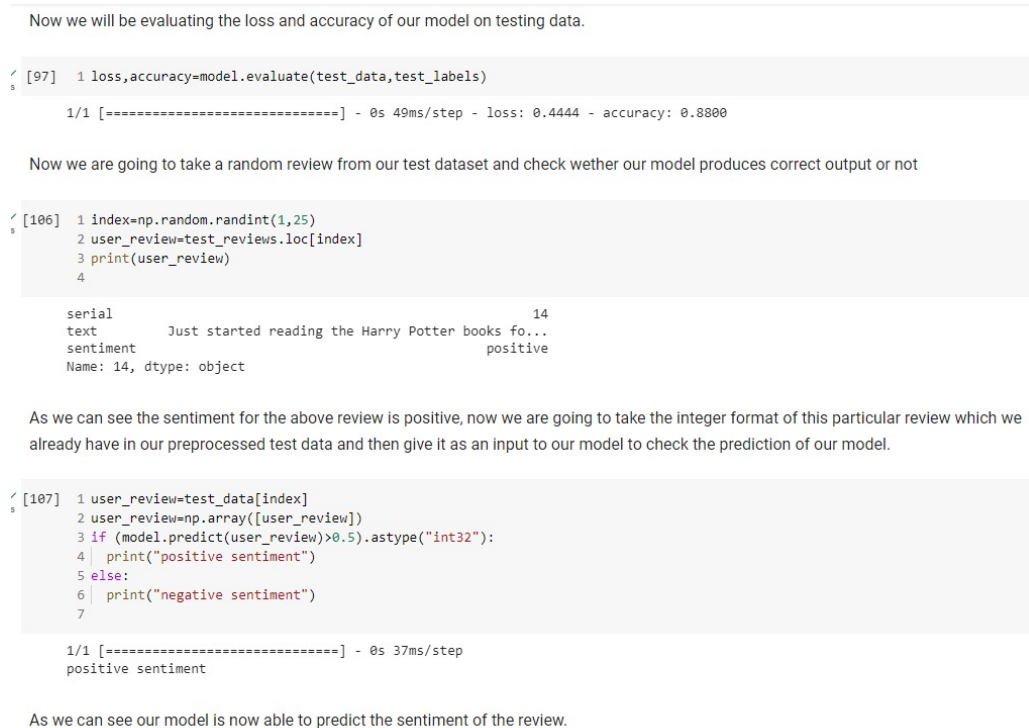 Now we will be evaluating the loss and accuracy of our model on testing data.
[97] 1 loss,accuracy=model.evaluate(test_data,test_labels)
1/1 [==============================] - 0s 49ms/step - loss: 0.4444 - accuracy: 0.8800
Now we are going to take a random review from our test dataset and check wether our model produces correct output or not
[106] 1 index=np.random.randint(1,25)
2 user_review=test_reviews.loc[index]
3 print(user_review)
4
serial 14
text Just started reading the Harry Potter books fo...
sentiment positive
Name: 14, dtype: object
As we can see the sentiment for the above review is positive, now we are going to take the integer format of this particular review which we
already have in our preprocessed test data and then give it as an input to our model to check the prediction of our model.
[107] 1 user_review=test_data[index]
2 user_review=np.array([user_review])
3 if (model.predict(user_review)>0.5).astype("int32"):
4 print("positive sentiment")
5 else:
6 print("negative sentiment")
7
1/1 [==============================] - 0s 37ms/step
positive sentiment
As we can see our model is now able to predict the sentiment of the review.